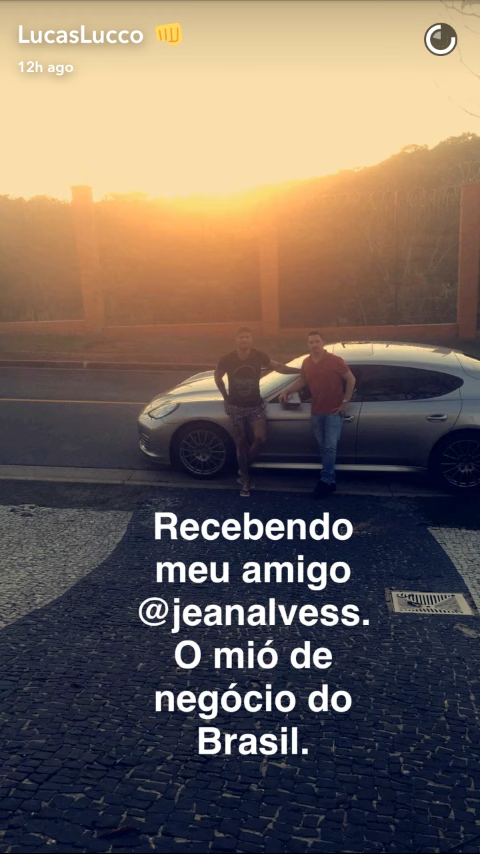 LucasLucco 👊
12h ago
Recebendo
meu amigo
@jeanalvess.
O mió de
negócio do
Brasil.